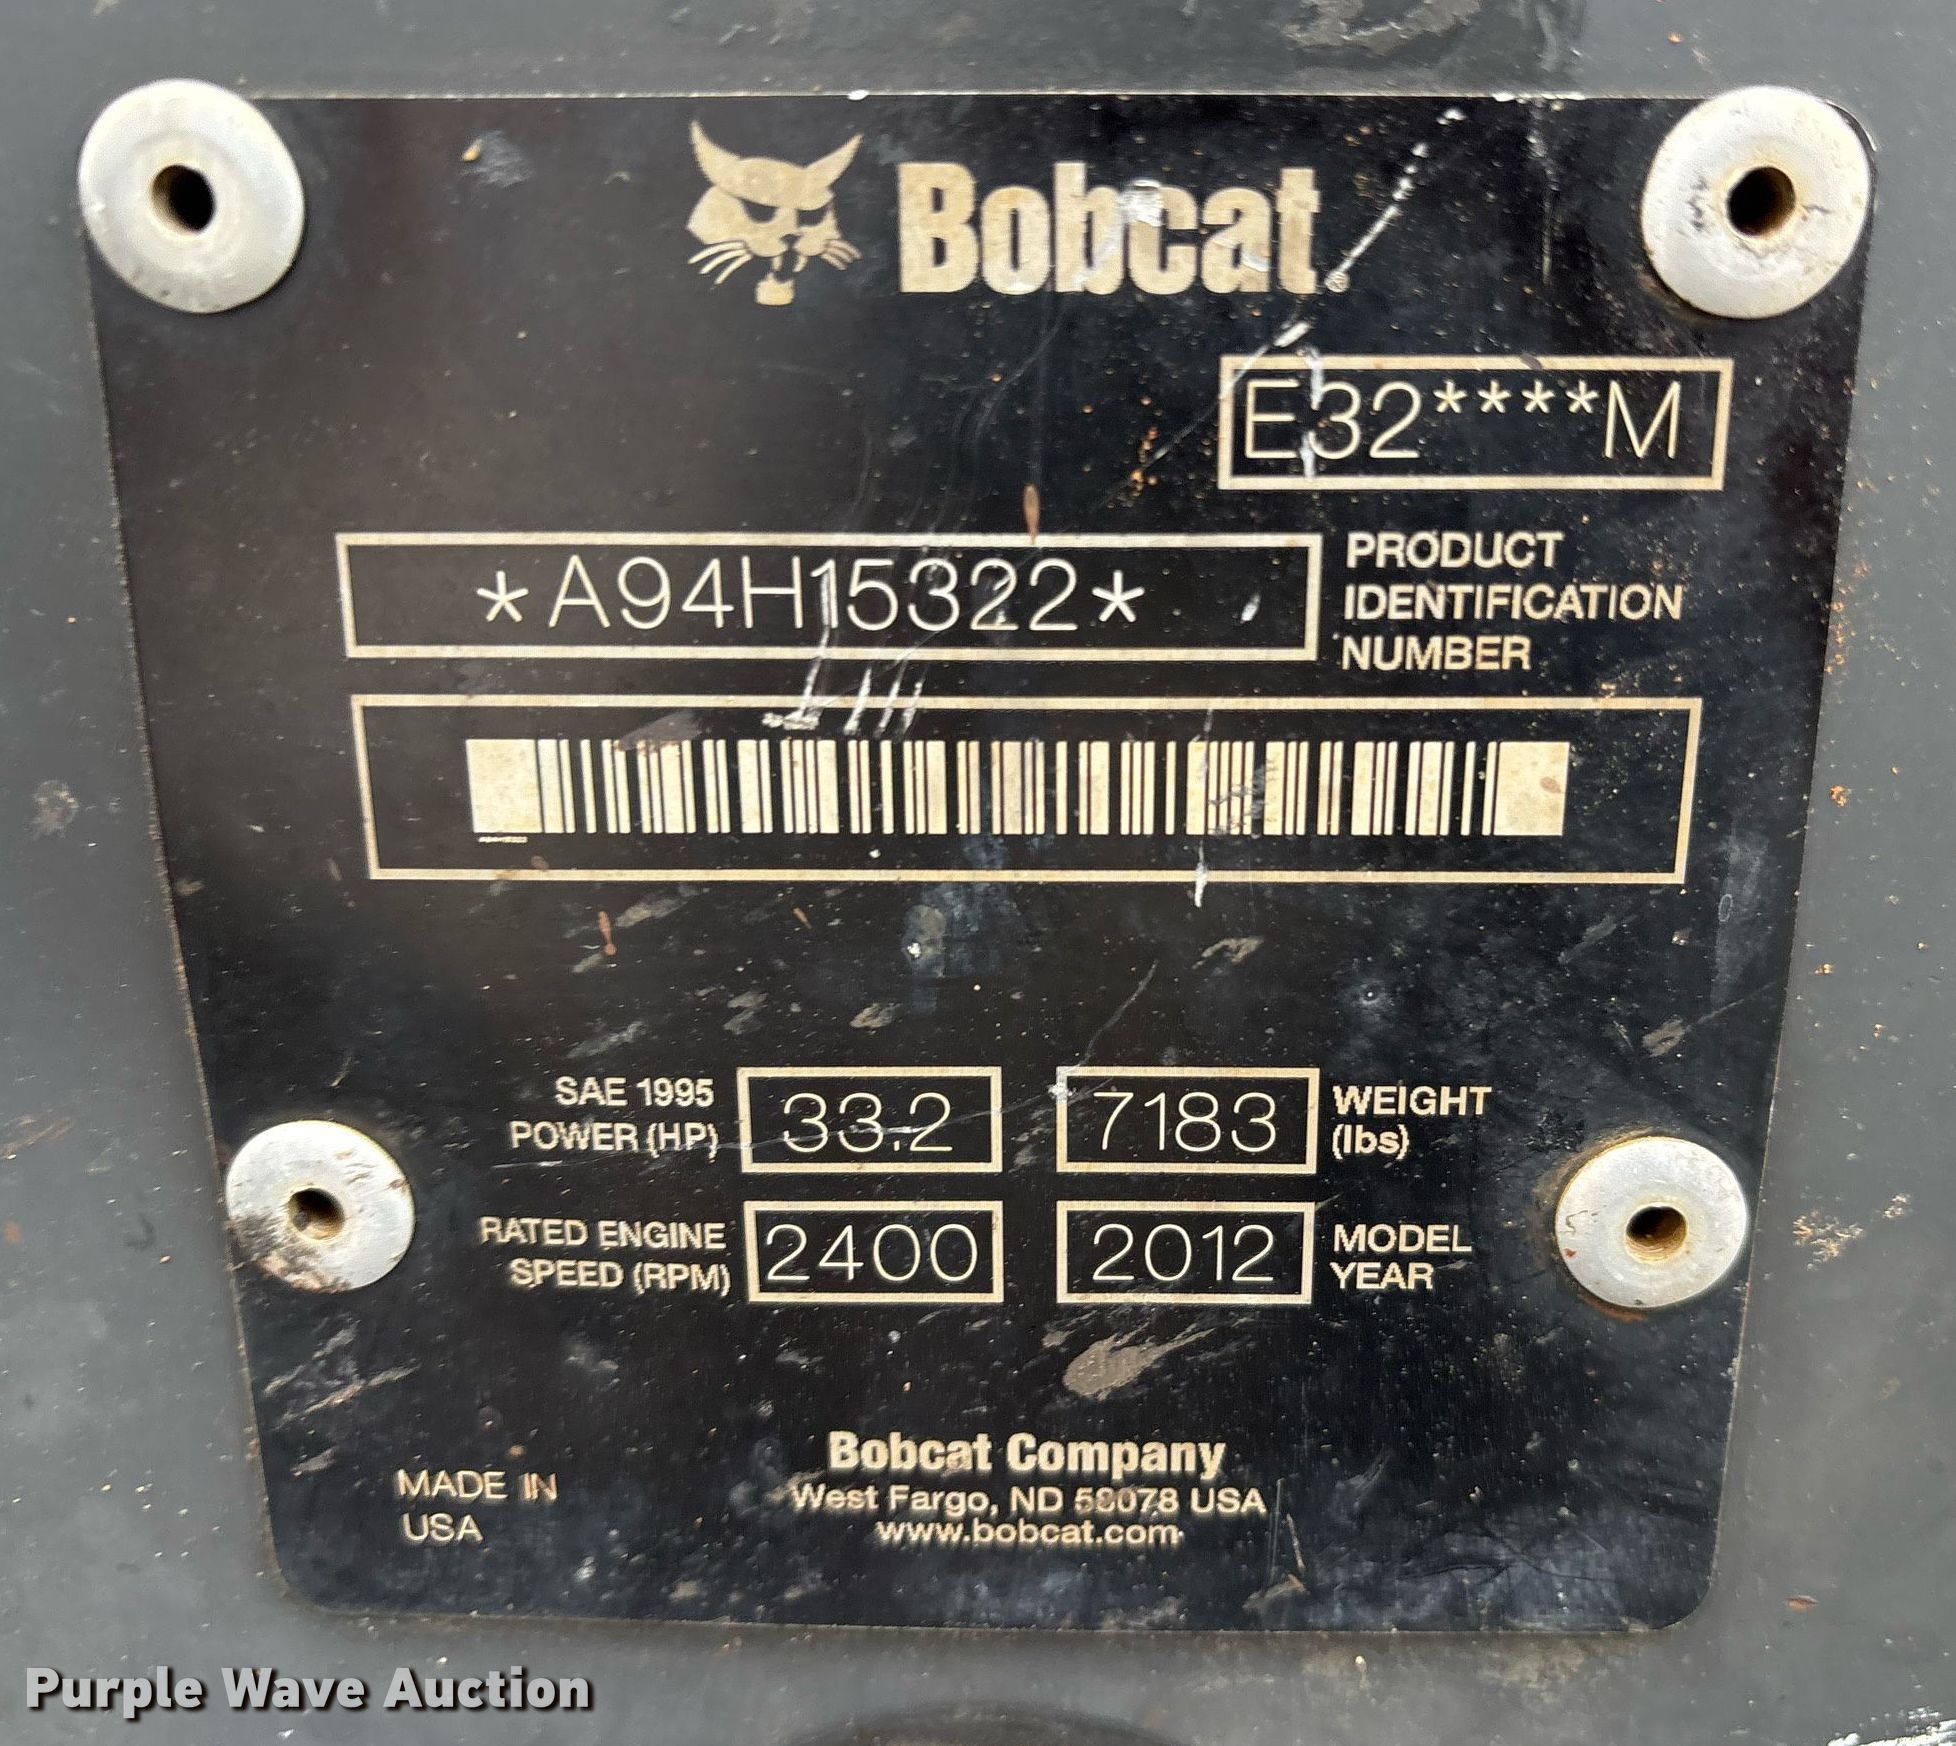 Bobcat.
E32****M
*A94H15322*
PRODUCT
IDENTIFICATION
NUMBER
SAE 1995
POWER (HP)
33.2
7183
WEIGHT
(lbs)
RATED ENGINE
SPEED (RPM)
2400
2012
MODEL
YEAR
MADE IN
USA
Bobcat Company
West Fargo, ND 58078 USA
www.bobcat.com
Purple Wave Auction